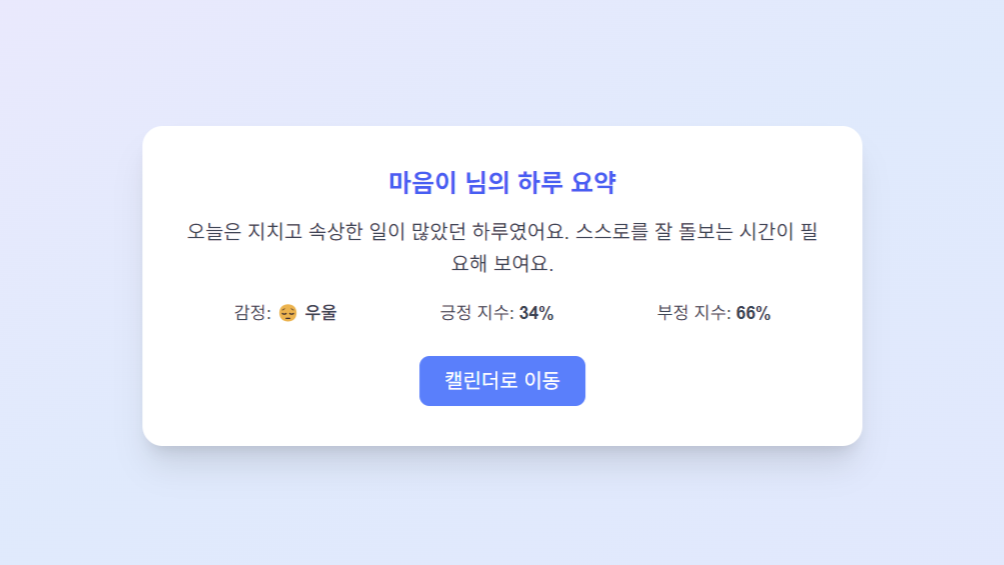 마음이 님의 하루 요약
오늘은 지치고 속상한 일이 많았던 하루였어요. 스스로를 잘 돌보는 시간이 필
요해 보여요.
감정: 😔 우울 긍정 지수: 34% 부정 지수: 66%
캘린더로 이동